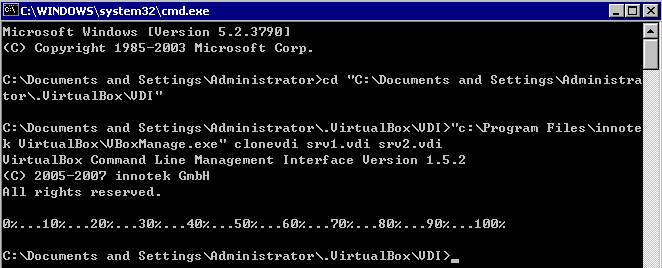 C:\WINDOWS\system32\cmd.exe
Microsoft Windows [Version 5.2.3790]
(C) Copyright 1985-2003 Microsoft Corp.
C:\Documents and Settings\Administrator>cd "C:\Documents and Settings\Administra
tor\.VirtualBox\VDI"
C:\Documents and Settings\Administrator\.VirtualBox\VDI>"c:\Program Files\innote
k VirtualBox\VBoxManage.exe" clonevdi srv1.vdi srv2.vdi
VirtualBox Command Line Management Interface Version 1.5.2
(C) 2005-2007 innotek GmbH
All rights reserved.
0%...10%...20%...30%...40%...50%...60%...70%...80%...90%...100%
C:\Documents and Settings\Administrator\.VirtualBox\VDI>_